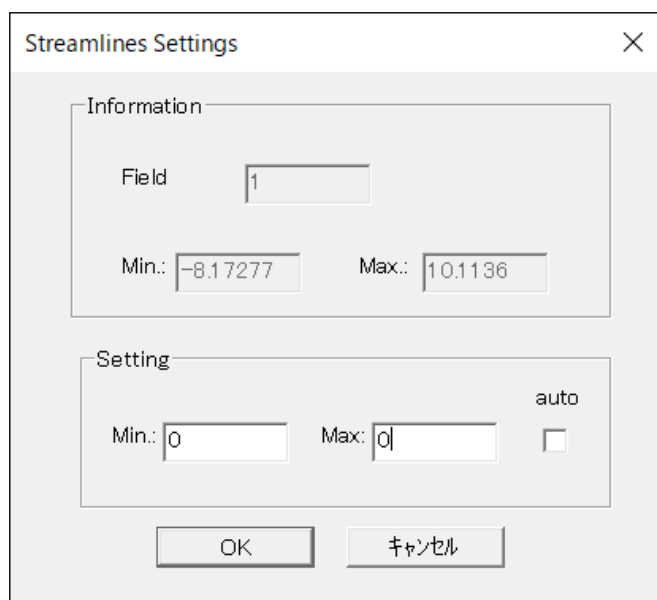 Streamlines Settings
Information
Field 1
Min.: -8.17277 Max.: 10.1136
Setting
auto
Min.: 0 Max: 0
OK キャンセル